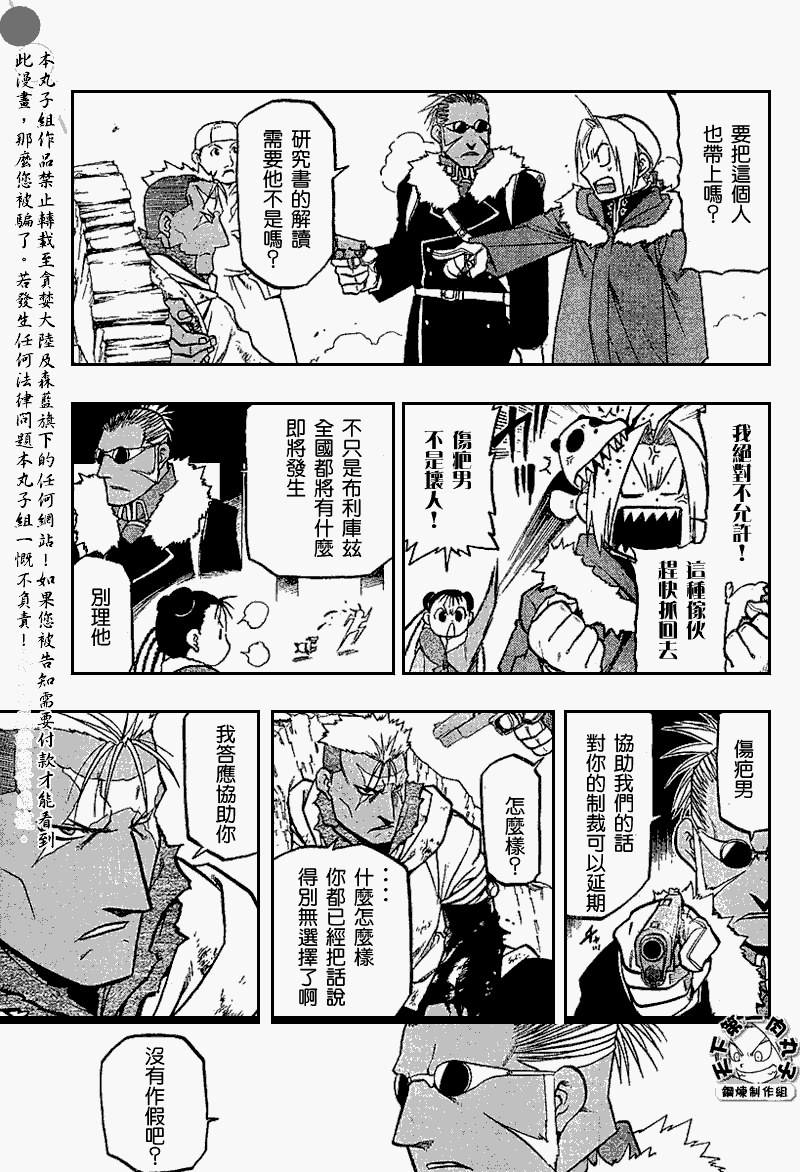 要把這個人
也帶上嗎?
研究書的解讀
需要他不是嗎?
我絕對不允許!
這種傢伙
趕快抓回去
傷疤男
不是壞人!
不只是布利庫茲
全國都將有什麼
即將發生
別理他
傷疤男
協助我們的話
對你的制裁可以延期
怎麼樣?
‥‥
什麼怎麼樣
你都已經把話說
得別無選擇了啊
我答應協助你
沒有作假吧?
本丸子組作品禁止轉載至貪婪大陸及森藍旗下的任何網站!如果您被告知需要付款才能看到
此漫畫,那麼您被騙了。若發生任何法律問題本丸子組一慨不負責!
天下第一肉丸子
鋼煉制作組